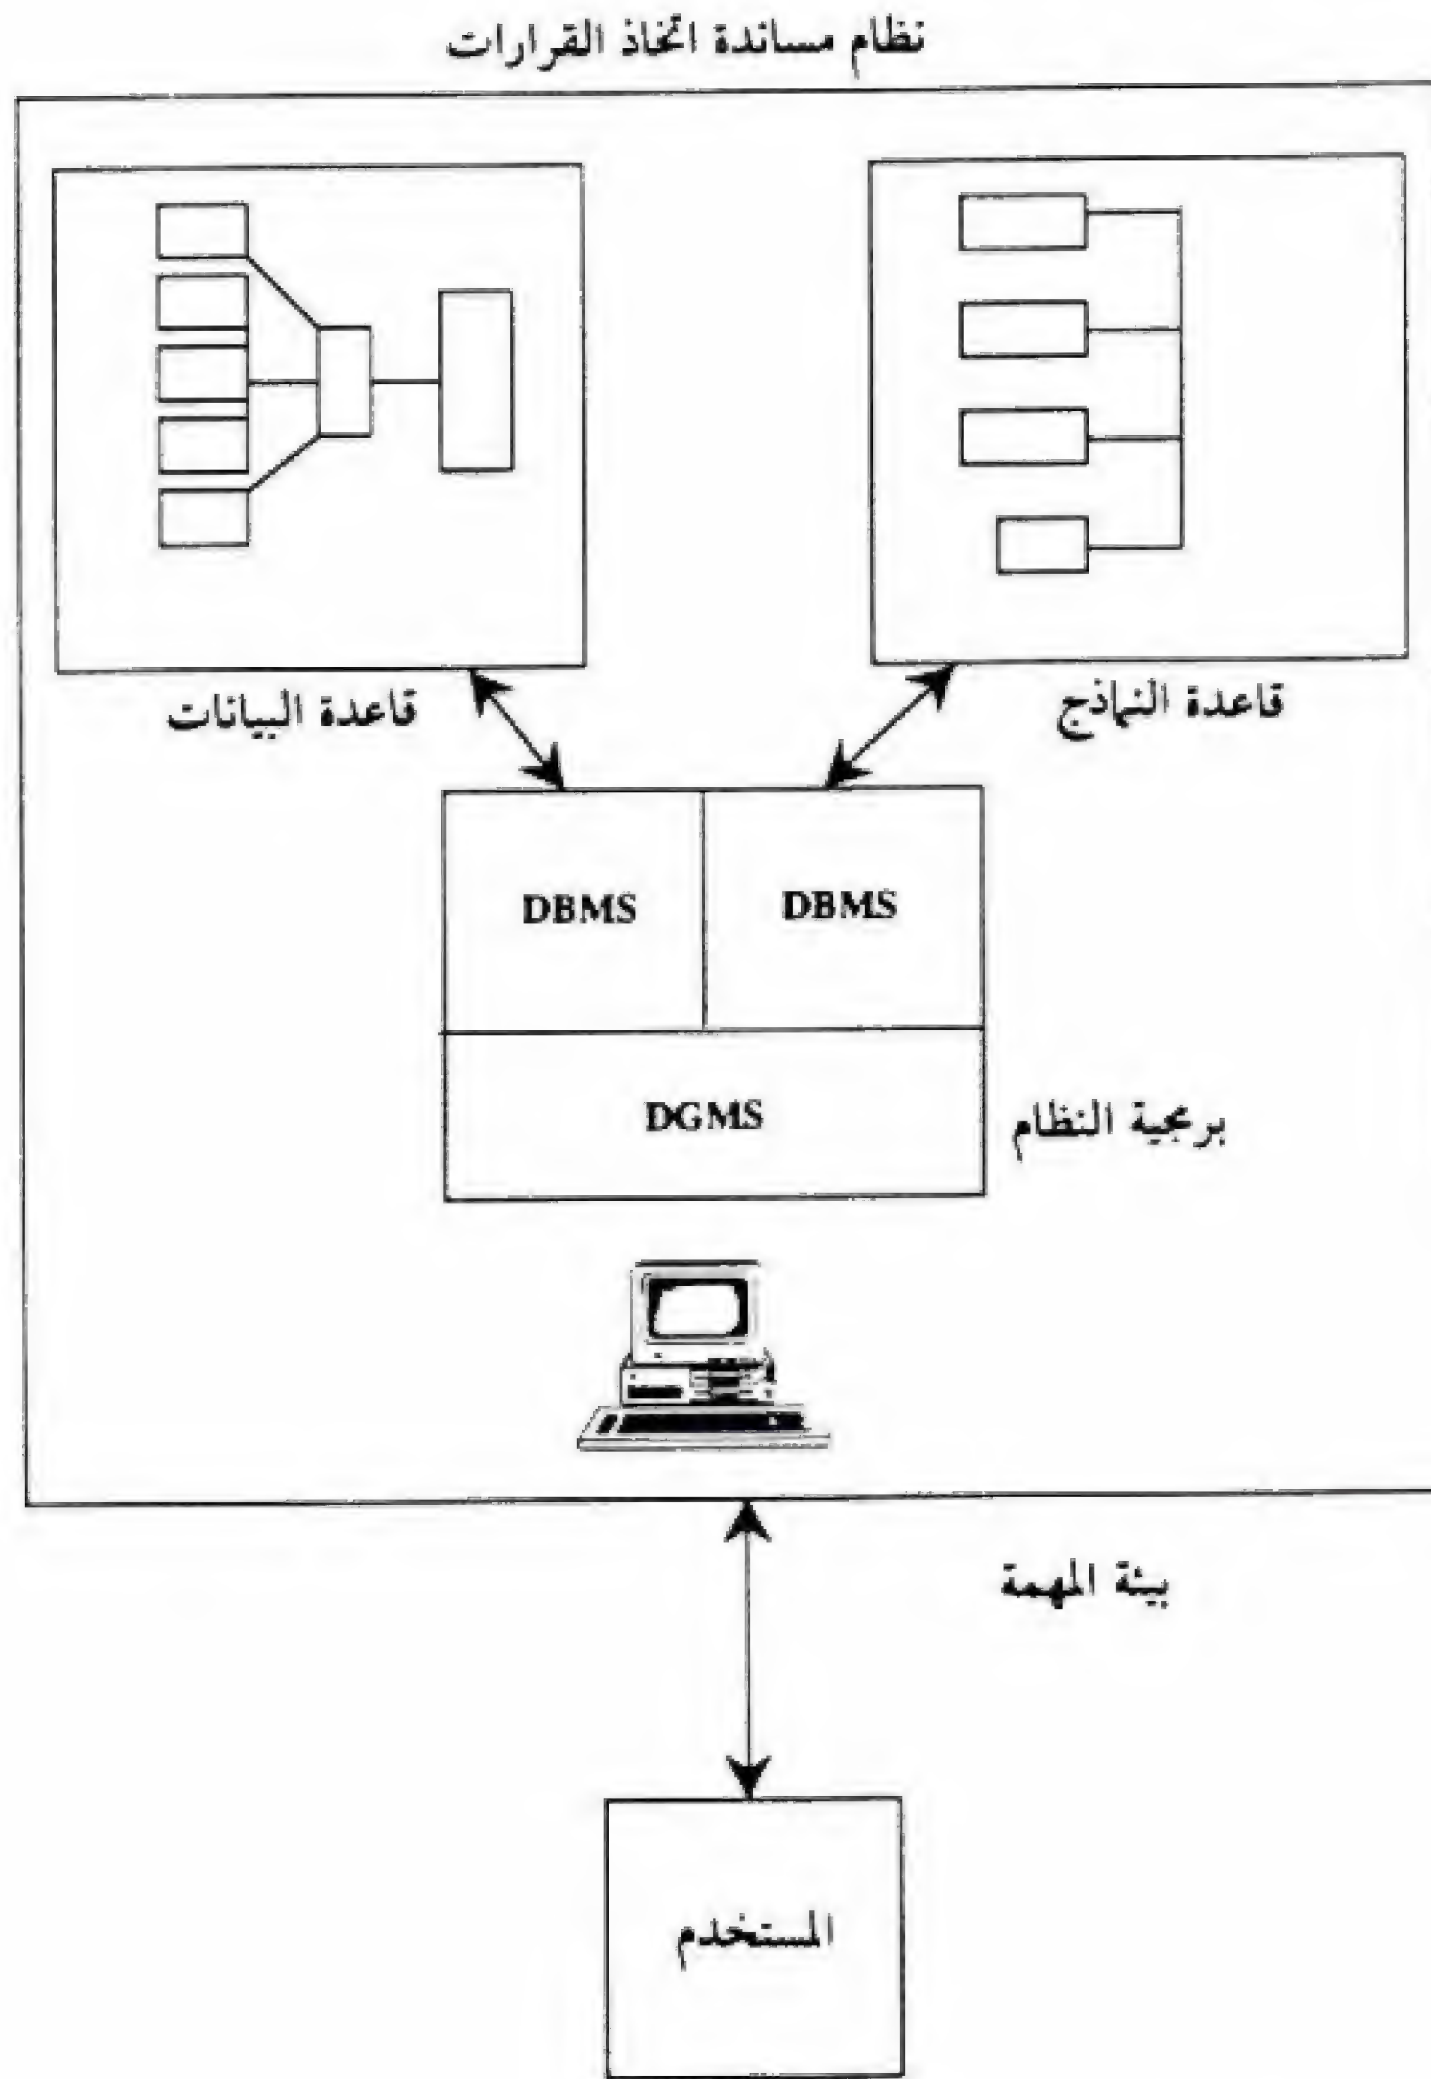 نظام مساندة اتخاذ القرارات
قاعدة النماذج
قاعدة البيانات
DBMS
DBMS
DGMS
برمجية النظام
بيئة المهمة
المستخدم